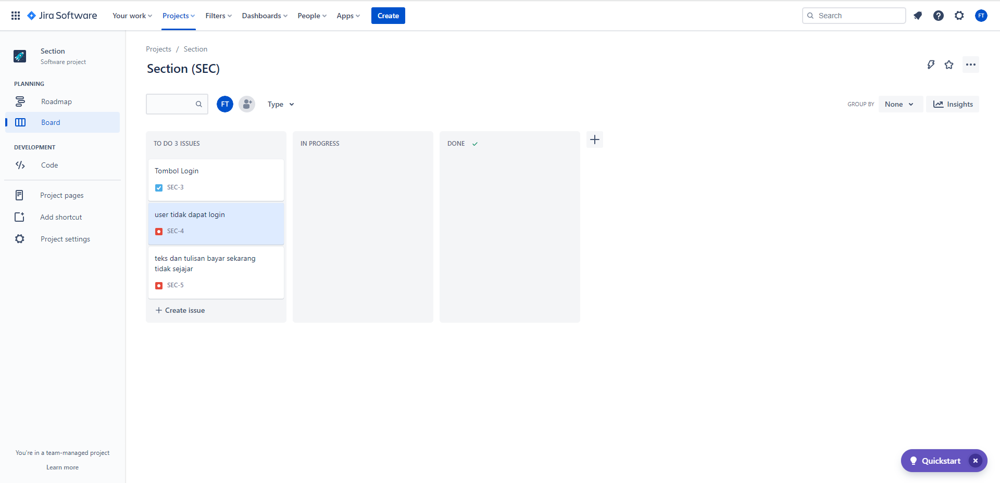 Jira Software
Your work
Projects
Filters
Dashboards
People
Apps
Create
Search
FT
Section
Software project
PLANNING
Roadmap
Board
DEVELOPMENT
Code
Project pages
Add shortcut
Project settings
You're in a team-managed project
Learn more
Projects / Section
Section (SEC)
FT
Type
GROUP BY
None
Insights
TO DO 3 ISSUES
Tombol Login
SEC-3
user tidak dapat login
SEC-4
teks dan tulisan bayar sekarang
tidak sejajar
SEC-5
Create issue
IN PROGRESS
DONE
Quickstart